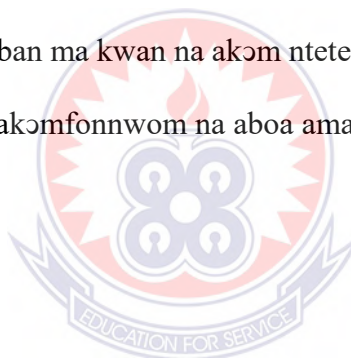 ban ma kwan na akɔm ntete
akɔmfonnwom na aboa ama
EDUCATION FOR SERVICE